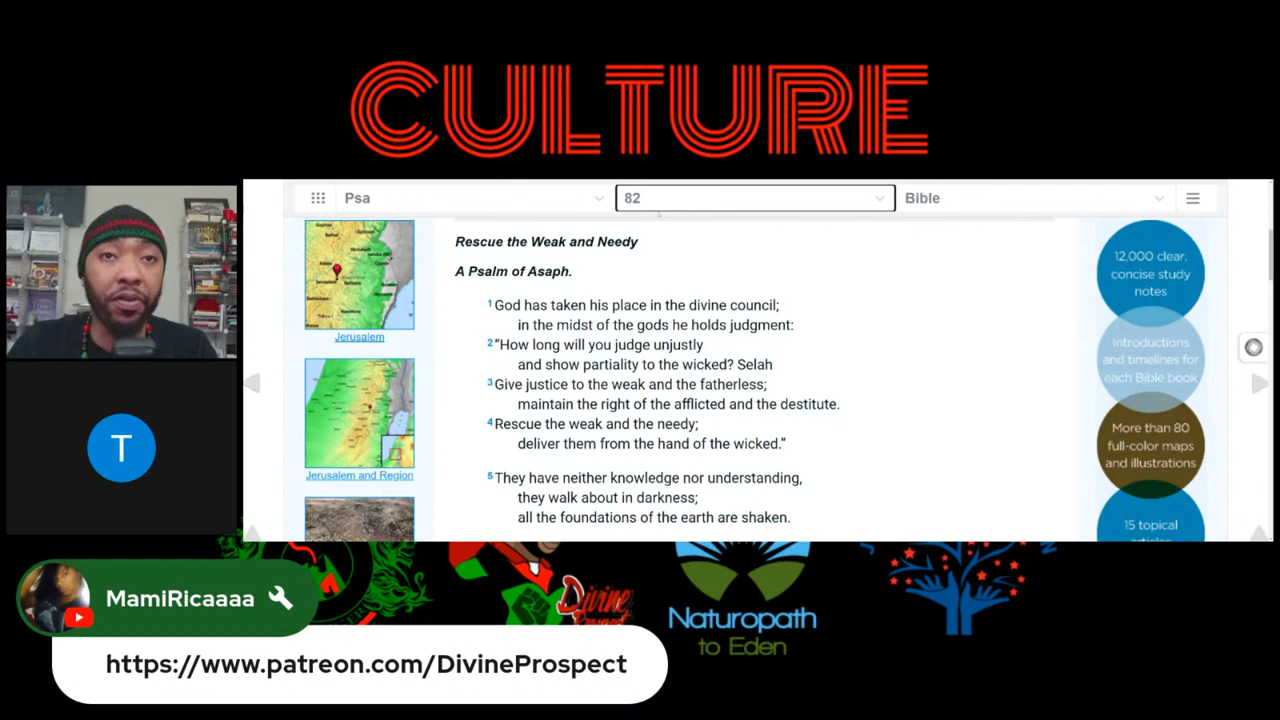 CULTURE
Psa
82
Bible
Rescue the Weak and Needy
A Psalm of Asaph.
1 God has taken his place in the divine council;
in the midst of the gods he holds judgment:
2 “How long will you judge unjustly
and show partiality to the wicked? Selah
3 Give justice to the weak and the fatherless;
maintain the right of the afflicted and the destitute.
4 Rescue the weak and the needy;
deliver them from the hand of the wicked.”
5 They have neither knowledge nor understanding,
they walk about in darkness;
all the foundations of the earth are shaken.
Jerusalem
Jerusalem and Region
12,000 clear,
concise study
notes
Introductions
and timelines for
each Bible book
More than 80
full-color maps
and illustrations
15 topical
articles
T
Divine
Naturopath
to Eden
MamiRicaaaa
https://www.patreon.com/DivineProspect